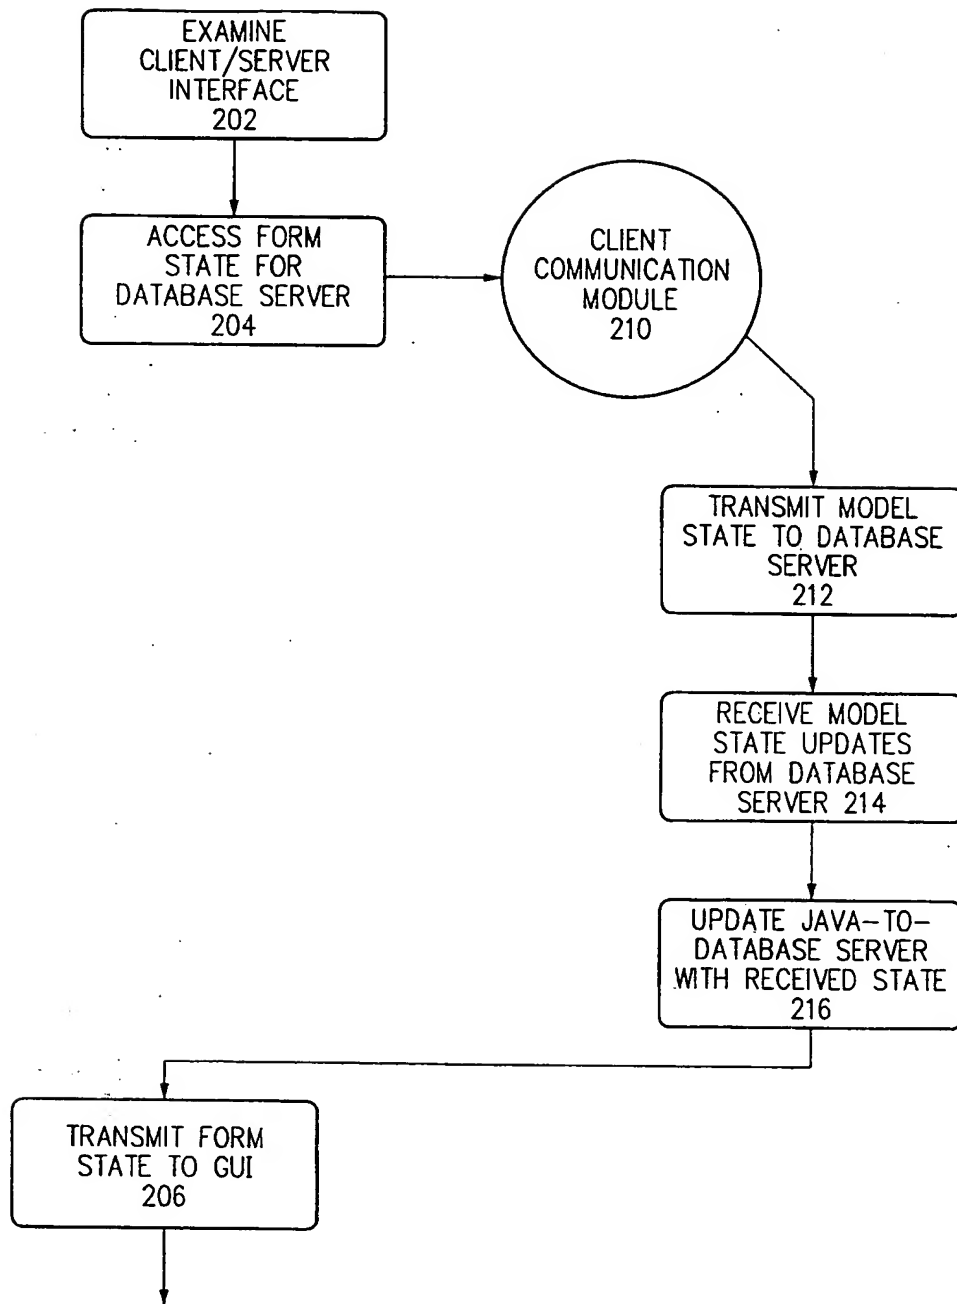 EXAMINE
CLIENT/SERVER
INTERFACE
202
ACCESS FORM
STATE FOR
DATABASE SERVER
204
CLIENT
COMMUNICATION
MODULE
210
TRANSMIT MODEL
STATE TO DATABASE
SERVER
212
RECEIVE MODEL
STATE UPDATES
FROM DATABASE
SERVER 214
UPDATE JAVA-TO-
DATABASE SERVER
WITH RECEIVED STATE
216
TRANSMIT FORM
STATE TO GUI
206